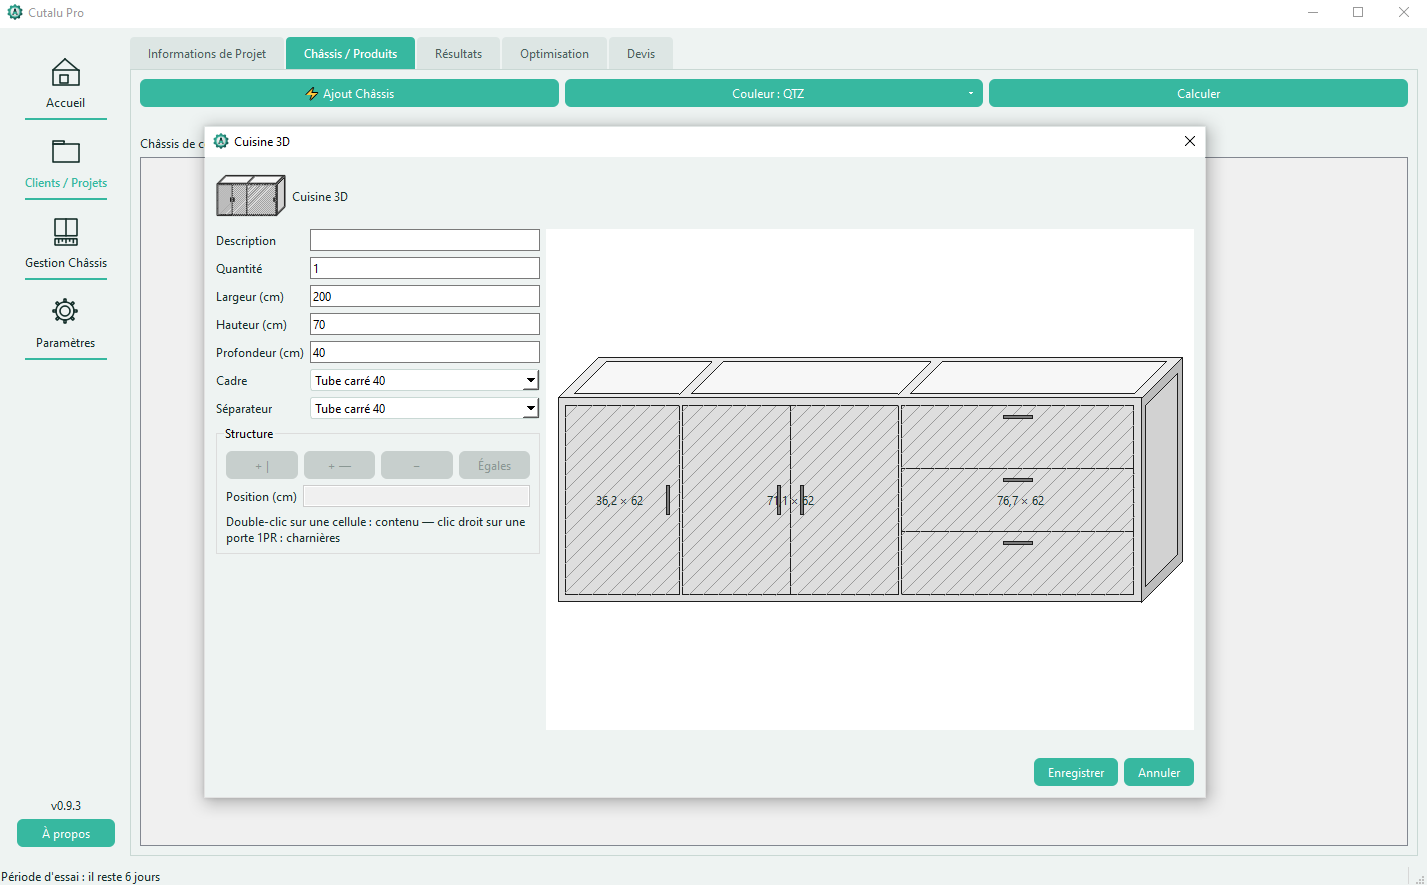 Cutalu Pro
Informations de Projet
Châssis / Produits
Résultats
Optimisation
Devis
Ajout Châssis
Couleur : QTZ
Calculer
Accueil
Clients / Projets
Gestion Châssis
Paramètres
v0.9.3
À propos
Châssis de c
Cuisine 3D
Cuisine 3D
Description
Quantité 1
Largeur (cm) 200
Hauteur (cm) 70
Profondeur (cm) 40
Cadre Tube carré 40
Séparateur Tube carré 40
Structure
+ |
+ —
−
Égales
Position (cm)
Double-clic sur une cellule : contenu — clic droit sur une
porte 1PR : charnières
36,2 × 62
71,1 × 62
76,7 × 62
Enregistrer
Annuler
Période d'essai : il reste 6 jours